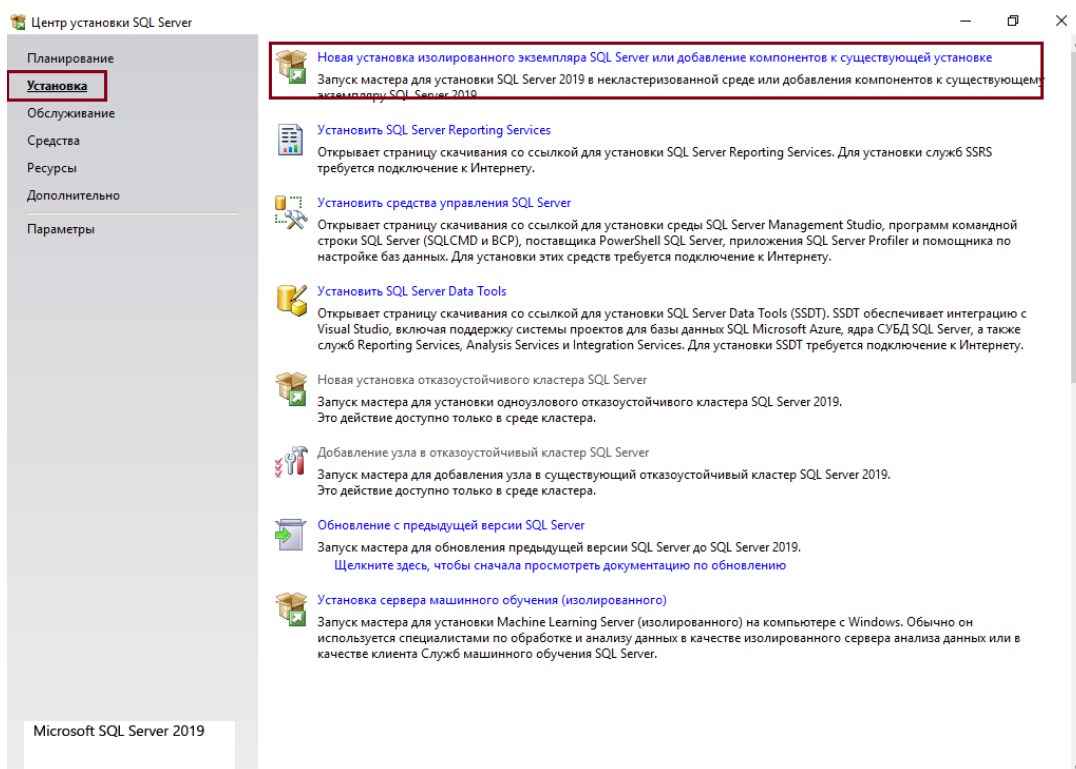 Центр установки SQL Server
Планирование
Установка
Обслуживание
Средства
Ресурсы
Дополнительно
Параметры
Microsoft SQL Server 2019
Новая установка изолированного экземпляра SQL Server или добавление компонентов к существующей установке
Запуск мастера для установки SQL Server 2019 в некластеризованной среде или добавления компонентов к существующему
экземпляру SQL Server 2019.
Установить SQL Server Reporting Services
Открывает страницу скачивания со ссылкой для установки SQL Server Reporting Services. Для установки служб SSRS
требуется подключение к Интернету.
Установить средства управления SQL Server
Открывает страницу скачивания со ссылкой для установки среды SQL Server Management Studio, программ командной
строки SQL Server (SQLCMD и BCP), поставщика PowerShell SQL Server, приложения SQL Server Profiler и помощника по
настройке баз данных. Для установки этих средств требуется подключение к Интернету.
Установить SQL Server Data Tools
Открывает страницу скачивания со ссылкой для установки SQL Server Data Tools (SSDT). SSDT обеспечивает интеграцию с
Visual Studio, включая поддержку системы проектов для базы данных SQL Microsoft Azure, ядра СУБД SQL Server, а также
служб Reporting Services, Analysis Services и Integration Services. Для установки SSDT требуется подключение к Интернету.
Новая установка отказоустойчивого кластера SQL Server
Запуск мастера для установки одноузлового отказоустойчивого кластера SQL Server 2019.
Это действие доступно только в среде кластера.
Добавление узла в отказоустойчивый кластер SQL Server
Запуск мастера для добавления узла в существующий отказоустойчивый кластер SQL Server 2019.
Это действие доступно только в среде кластера.
Обновление с предыдущей версии SQL Server
Запуск мастера для обновления предыдущей версии SQL Server до SQL Server 2019.
Щелкните здесь, чтобы сначала просмотреть документацию по обновлению
Установка сервера машинного обучения (изолированного)
Запуск мастера для установки Machine Learning Server (изолированного) на компьютере с Windows. Обычно он
используется специалистами по обработке и анализу данных в качестве изолированного сервера анализа данных или в
качестве клиента Служб машинного обучения SQL Server.